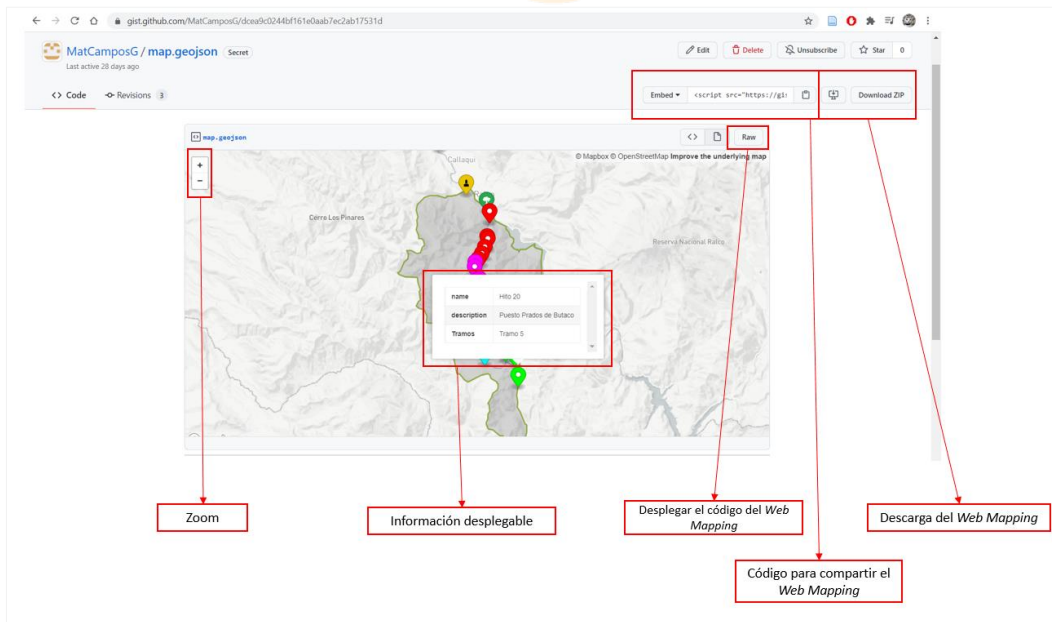 gist.github.com/MatCamposG/dcea9c0244bf161e0aab7ec2ab17531d
MatCamposG / map.geojson Secret
Edit Delete Unsubscribe Star 0
Last active 28 days ago
Code Revisions 3
Embed <script src="https://gi Download ZIP
map.geojson Raw
© Mapbox © OpenStreetMap Improve the underlying map
+
−
Callaqui
Cerro Los Pinares
Reserva Nacional Ralco
name Hito 20
description Puesto Prados de Butaco
Tramos Tramo 5
Zoom
Información desplegable
Desplegar el código del Web
Mapping
Descarga del Web Mapping
Código para compartir el
Web Mapping